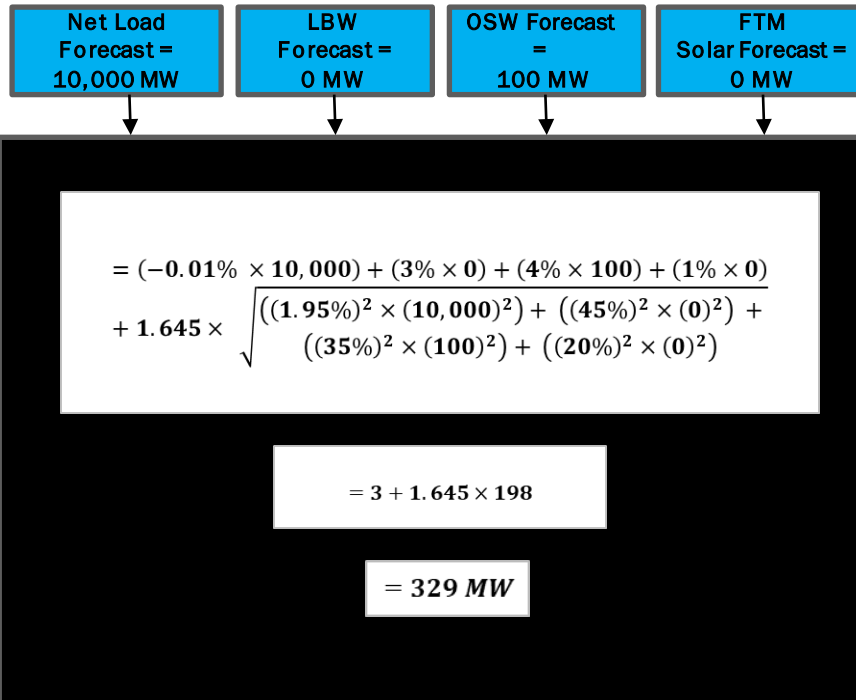 Net Load
Forecast =
10,000 MW
LBW
Forecast =
0 MW
OSW Forecast
=
100 MW
FTM
Solar Forecast =
0 MW
= (−0.01% × 10,000) + (3% × 0) + (4% × 100) + (1% × 0)
+ 1.645 × √((1.95%)² × (10,000)²) + ((45%)² × (0)²) +
((35%)² × (100)²) + ((20%)² × (0)²)
= 3 + 1.645 × 198
= 329 MW